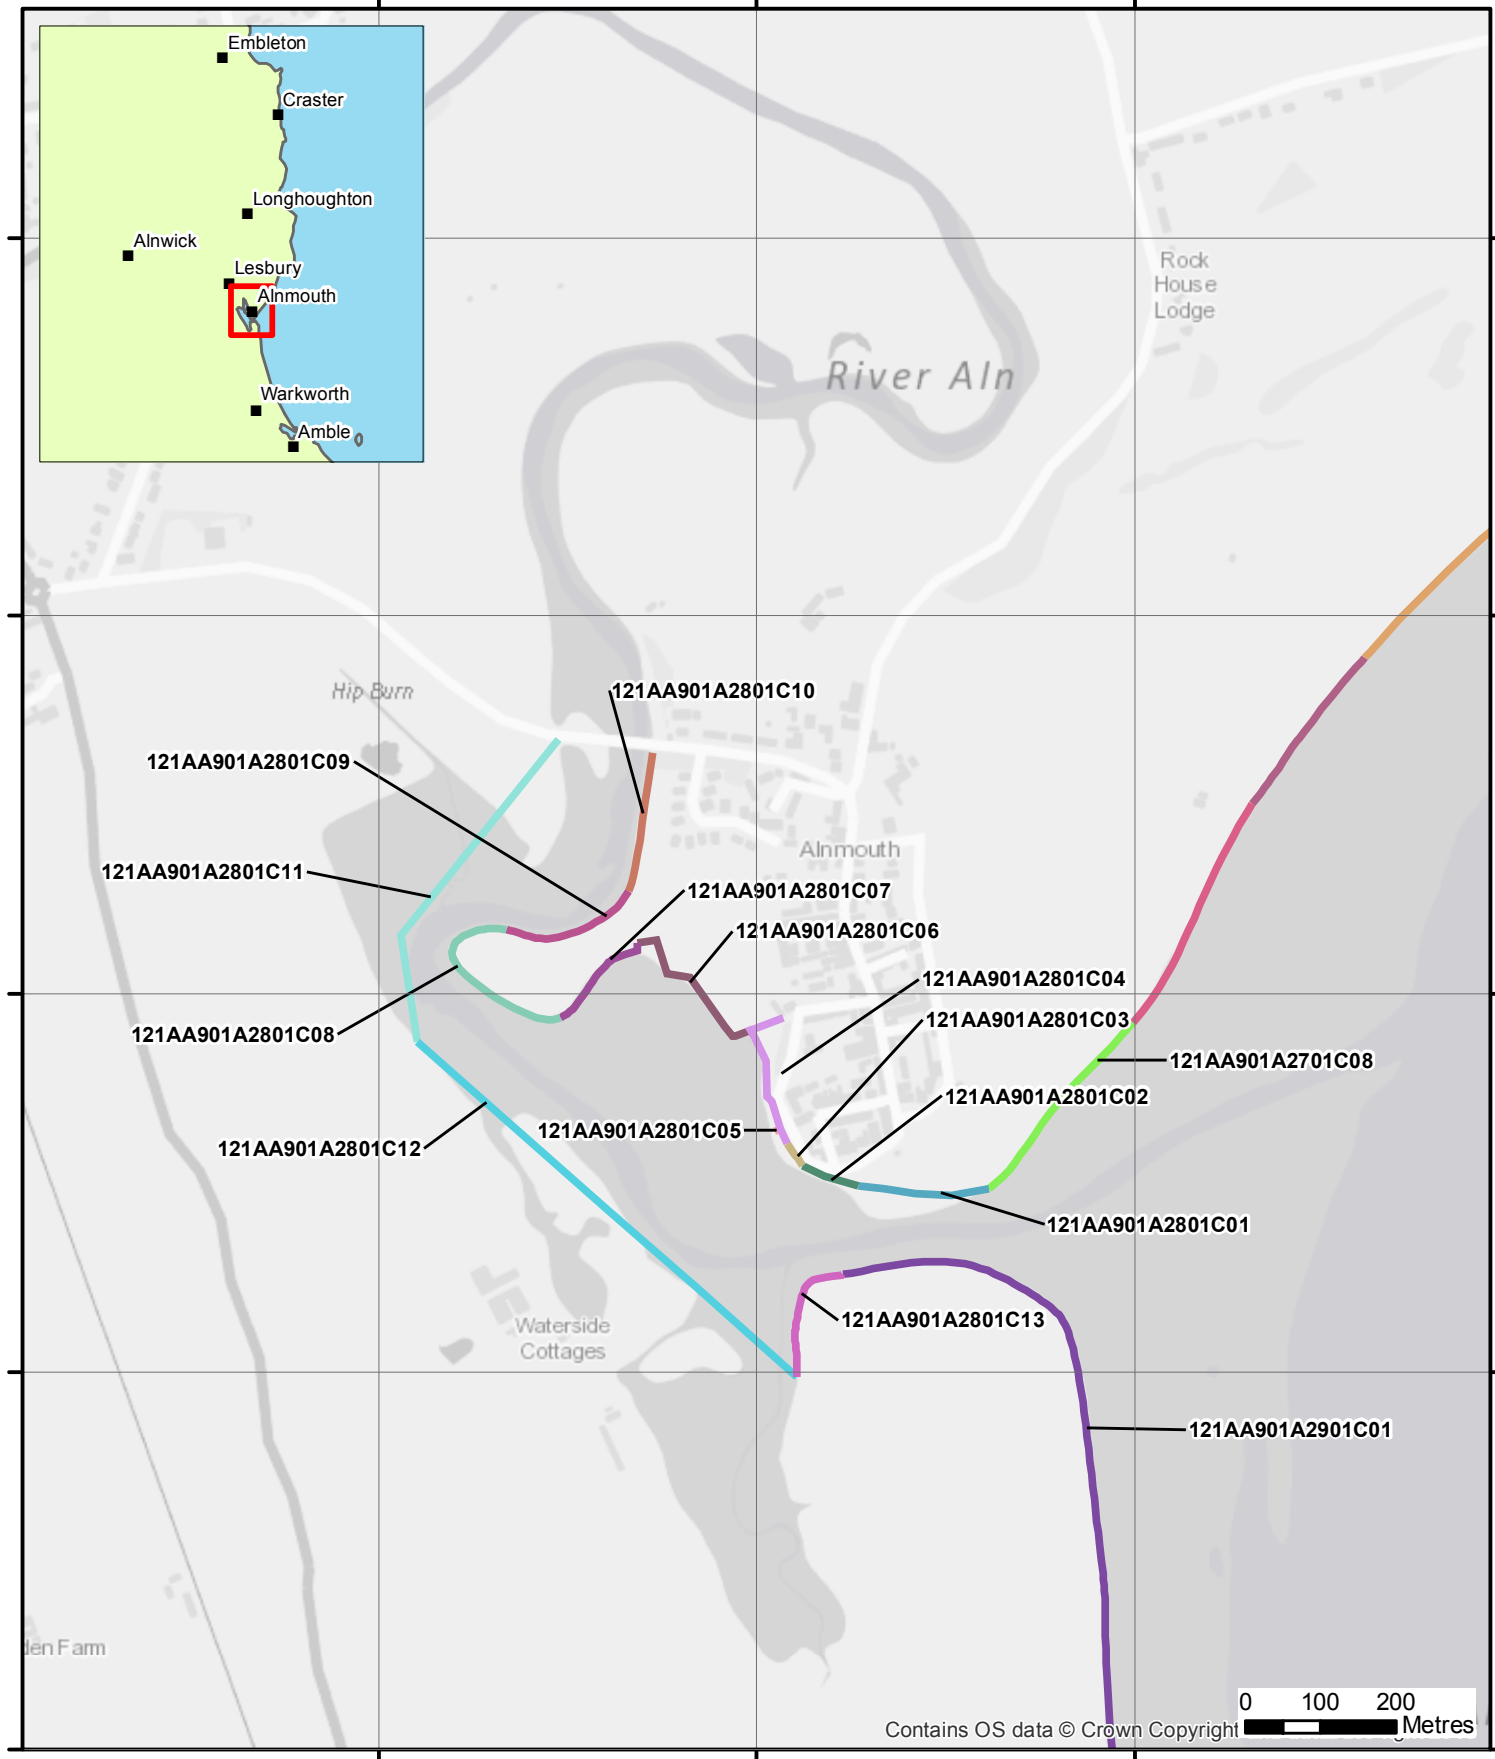 Embleton
Craster
Longhoughton
Alnwick
Lesbury
Alnmouth
Warkworth
Amble
Rock
House
Lodge
River Aln
Hip Burn
121AA901A2801C10
121AA901A2801C09
Alnmouth
121AA901A2801C11
121AA901A2801C07
121AA901A2801C06
121AA901A2801C04
121AA901A2801C03
121AA901A2801C08
121AA901A2701C08
121AA901A2801C02
121AA901A2801C05
121AA901A2801C12
121AA901A2801C01
121AA901A2801C13
Waterside
Cottages
121AA901A2901C01
Farm
0 100 200
Metres
Contains OS data © Crown Copyright